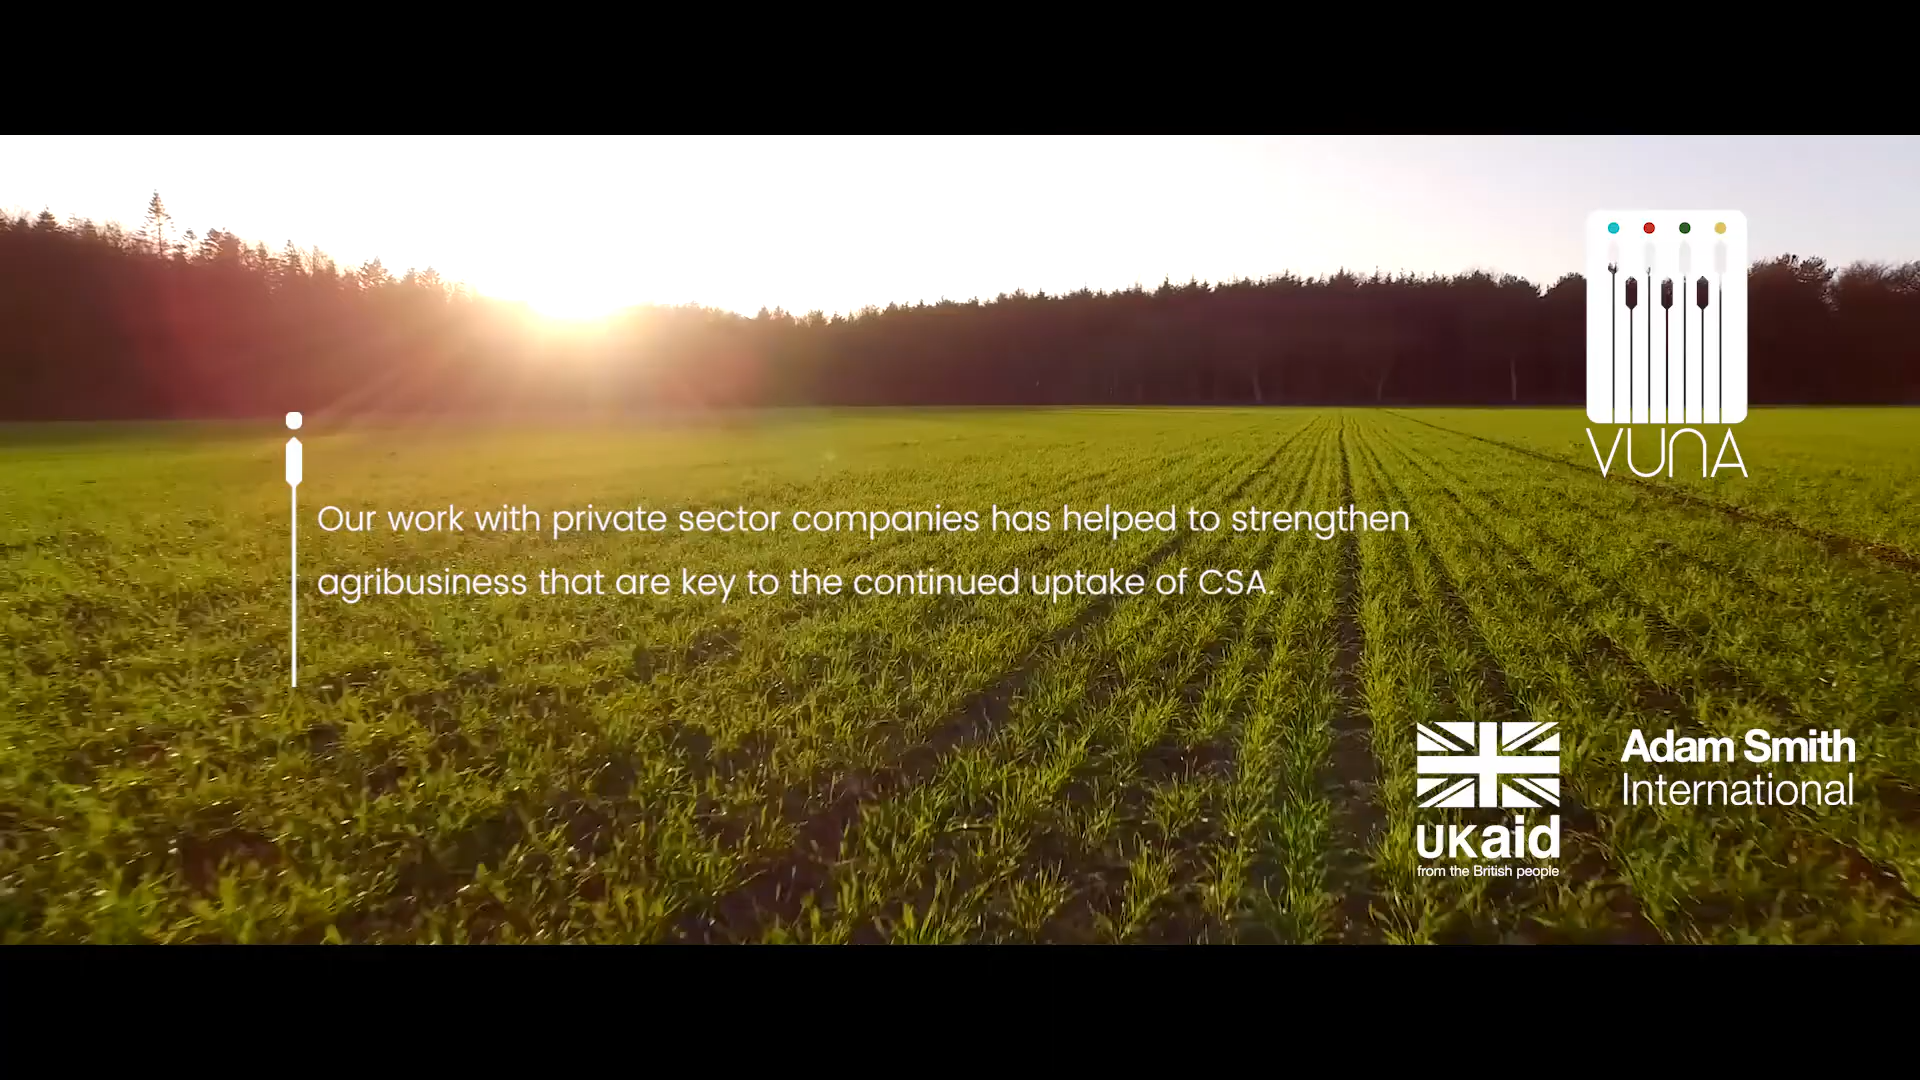 VUNA
Our work with private sector companies has helped to strengthen
agribusiness that are key to the continued uptake of CSA.
Adam Smith
International
UKaid
from the British people